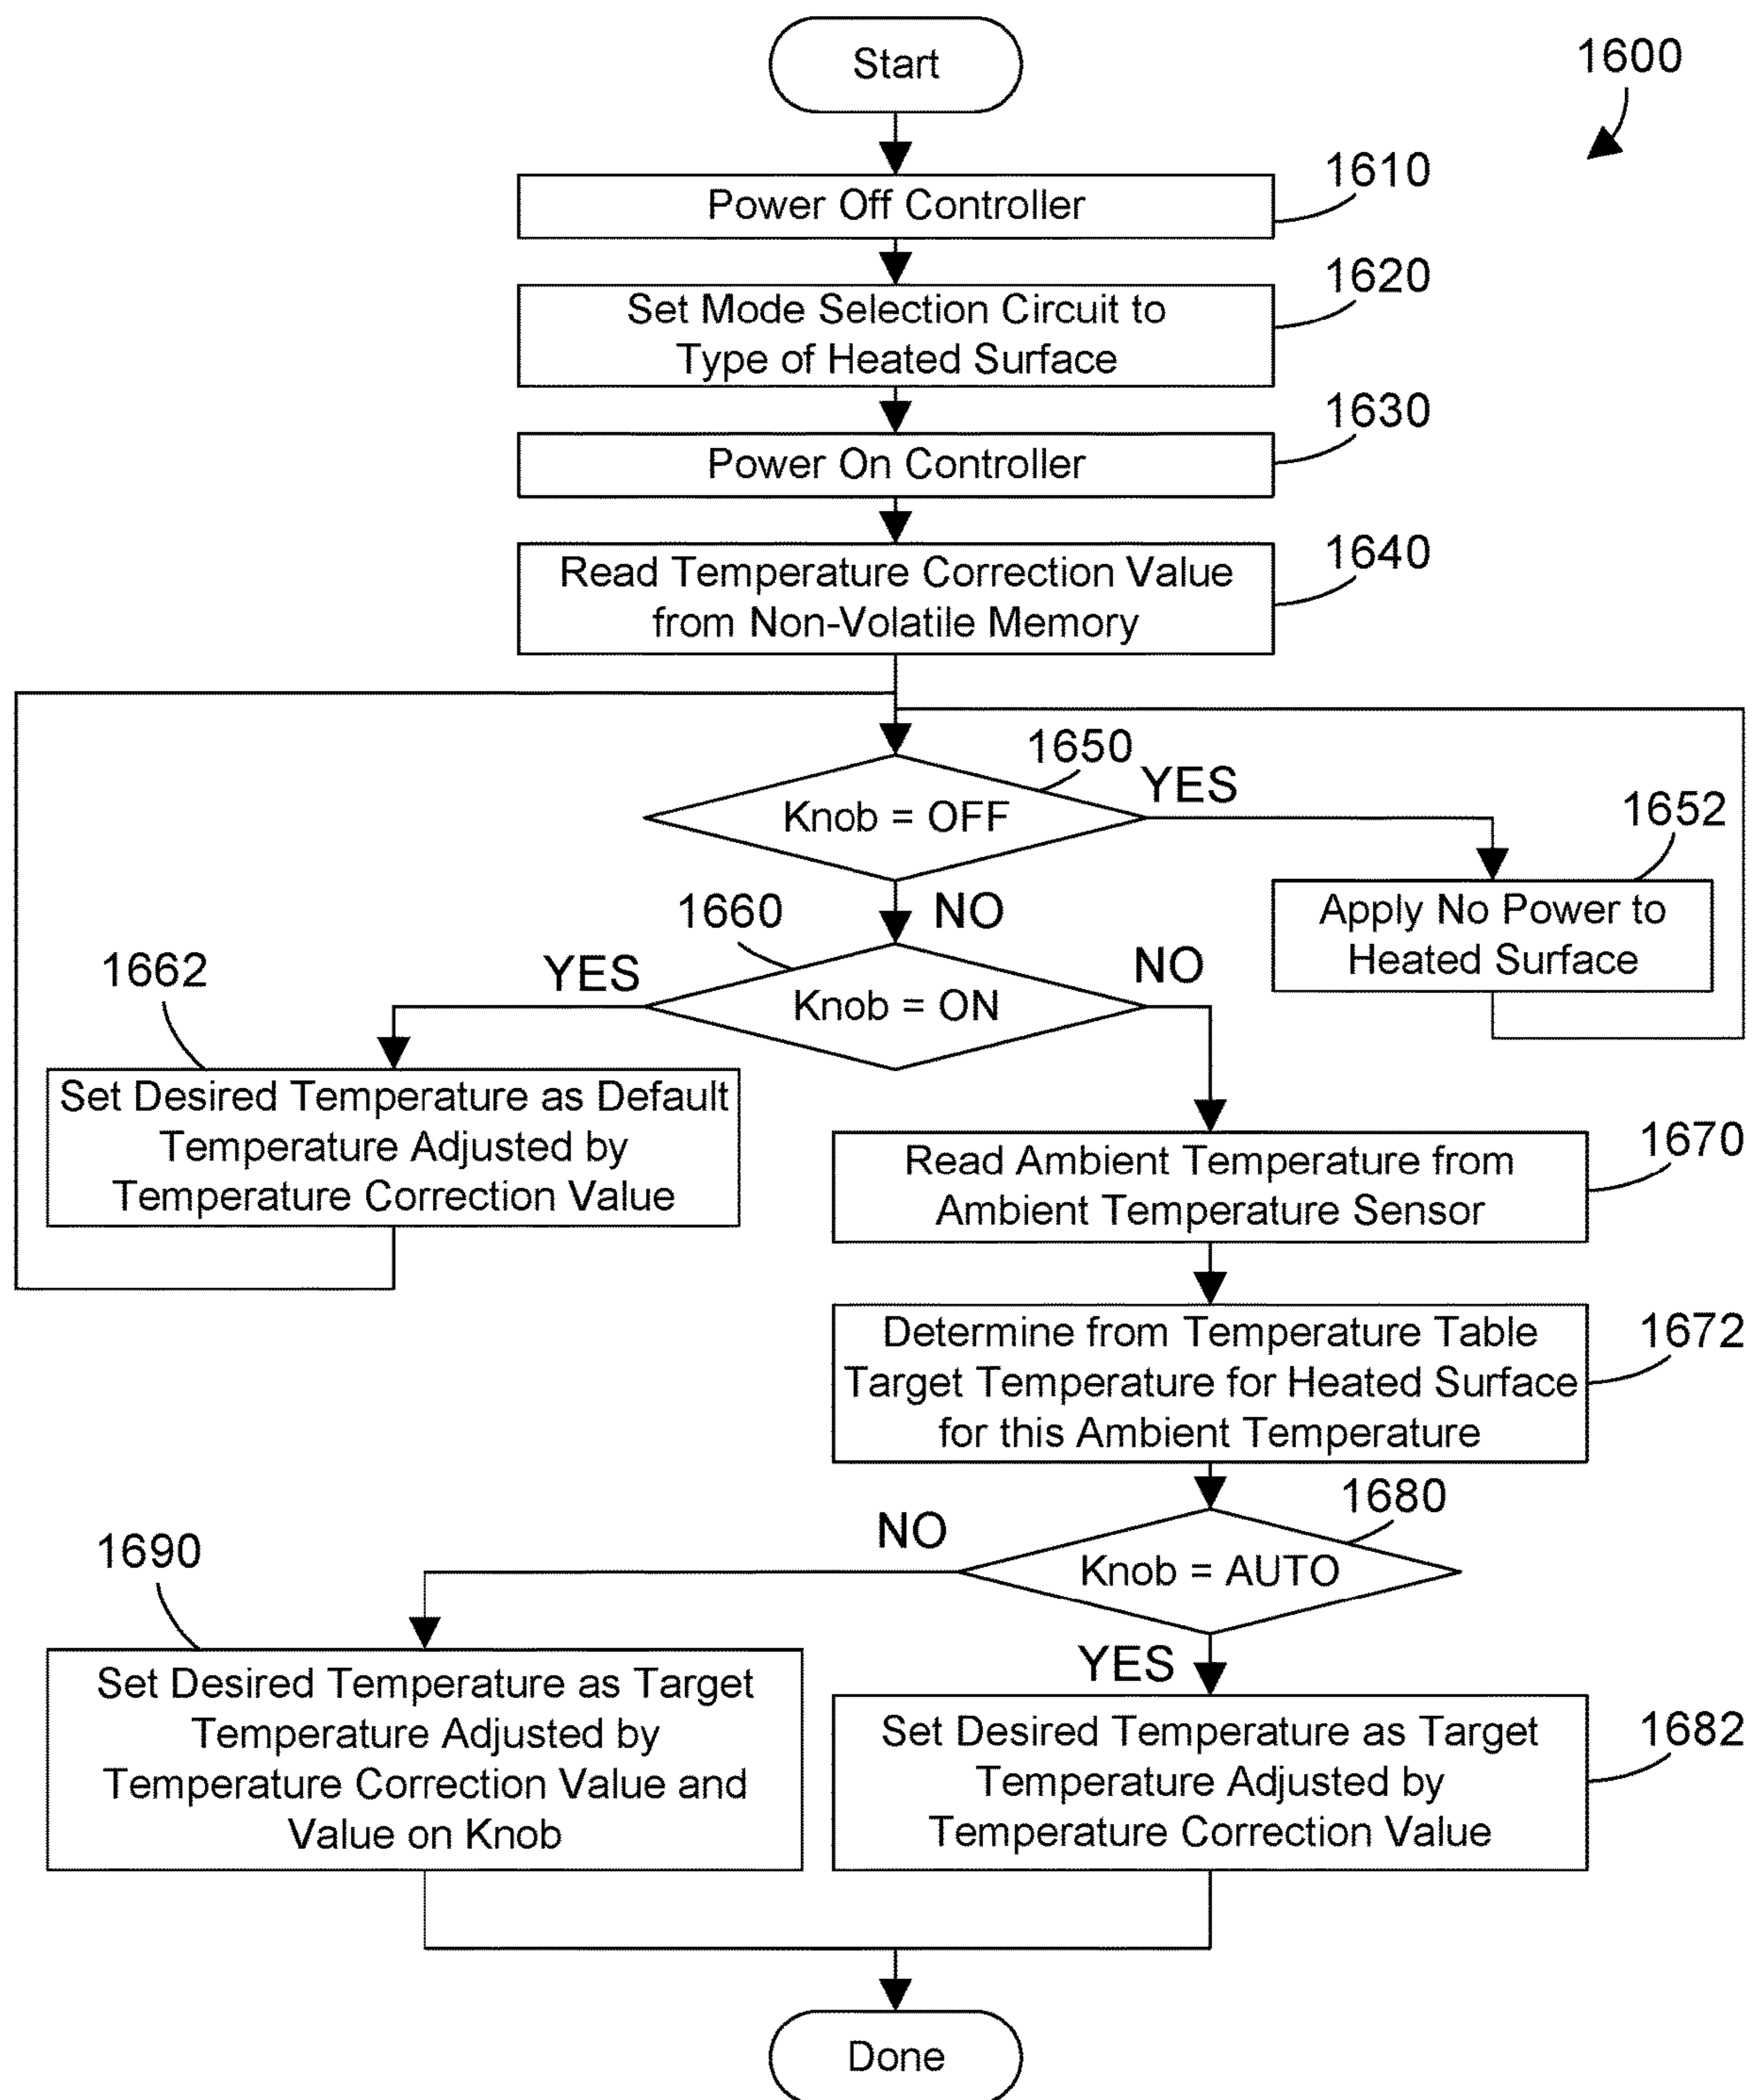 Start
1600
1610
Power Off Controller
1620
Set Mode Selection Circuit to
Type of Heated Surface
1630
Power On Controller
1640
Read Temperature Correction Value
from Non-Volatile Memory
1650
Knob = OFF
YES
1652
Apply No Power to
Heated Surface
NO
1660
Knob = ON
YES
NO
1662
Set Desired Temperature as Default
Temperature Adjusted by
Temperature Correction Value
1670
Read Ambient Temperature from
Ambient Temperature Sensor
1672
Determine from Temperature Table
Target Temperature for Heated Surface
for this Ambient Temperature
1680
Knob = AUTO
NO
YES
1690
Set Desired Temperature as Target
Temperature Adjusted by
Temperature Correction Value and
Value on Knob
1682
Set Desired Temperature as Target
Temperature Adjusted by
Temperature Correction Value
Done